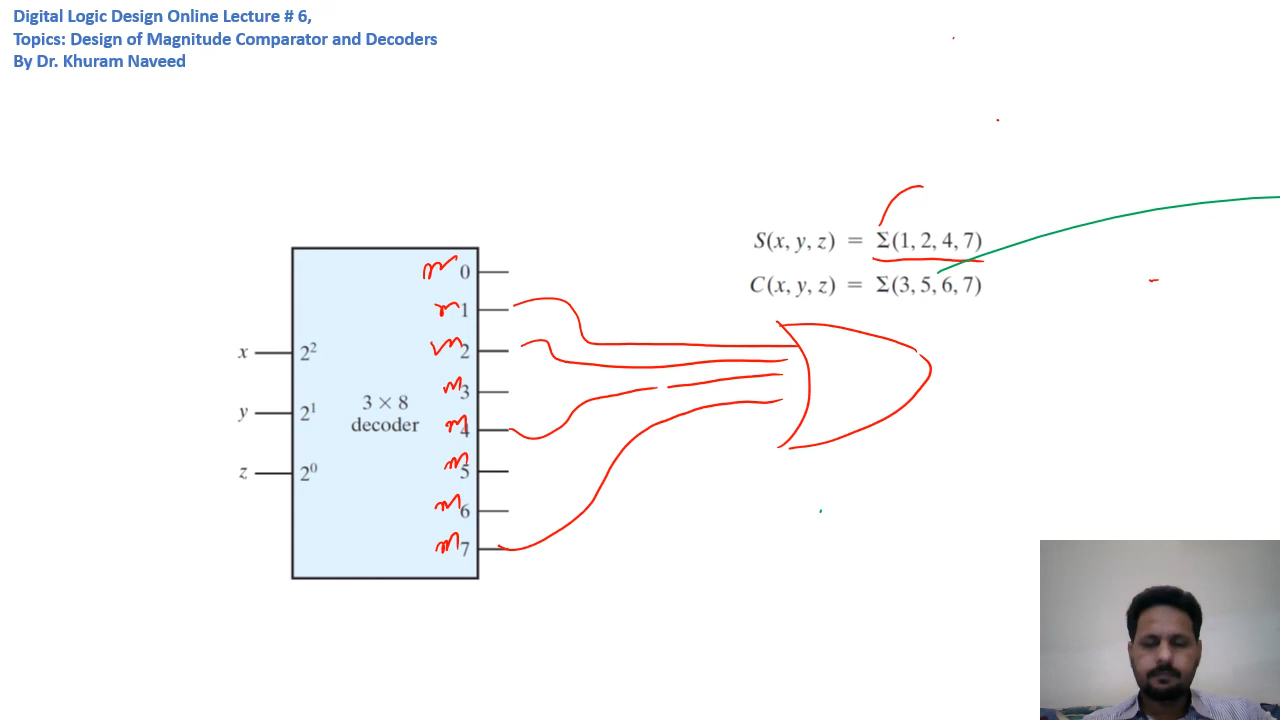 Digital Logic Design Online Lecture # 6,
Topics: Design of Magnitude Comparator and Decoders
By Dr. Khuram Naveed
S(x, y, z) = Σ(1, 2, 4, 7)
C(x, y, z) = Σ(3, 5, 6, 7)
m 0
m 1
x 2² m 2
m 3
y 2¹ 3 × 8 m 4
decoder
z 2⁰ m 5
m 6
m 7